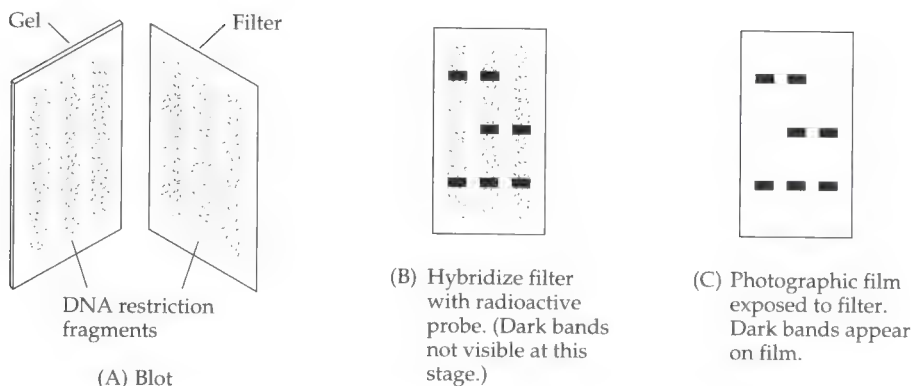 Gel
Filter
DNA restriction
fragments
(A) Blot
(B) Hybridize filter
with radioactive
probe. (Dark bands
not visible at this
stage.)
(C) Photographic film
exposed to filter.
Dark bands appear
on film.